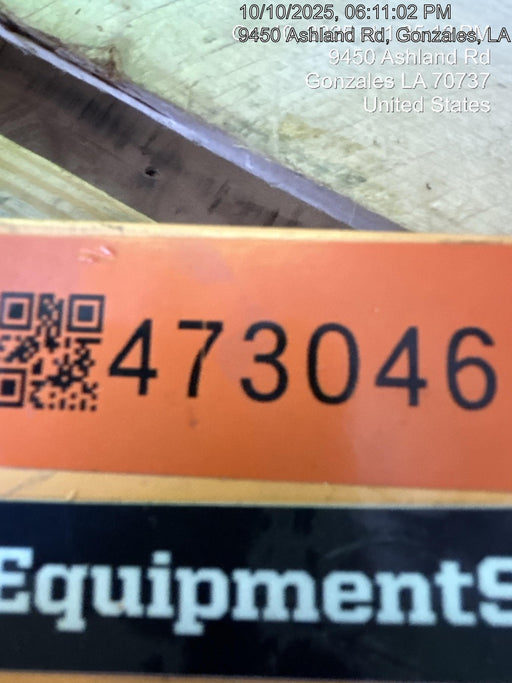 10/10/2025, 06:11:02 PM
9450 Ashland Rd, Gonzales, LA
9450 Ashland Rd
Gonzales LA 70737
United States
473046
EquipmentS